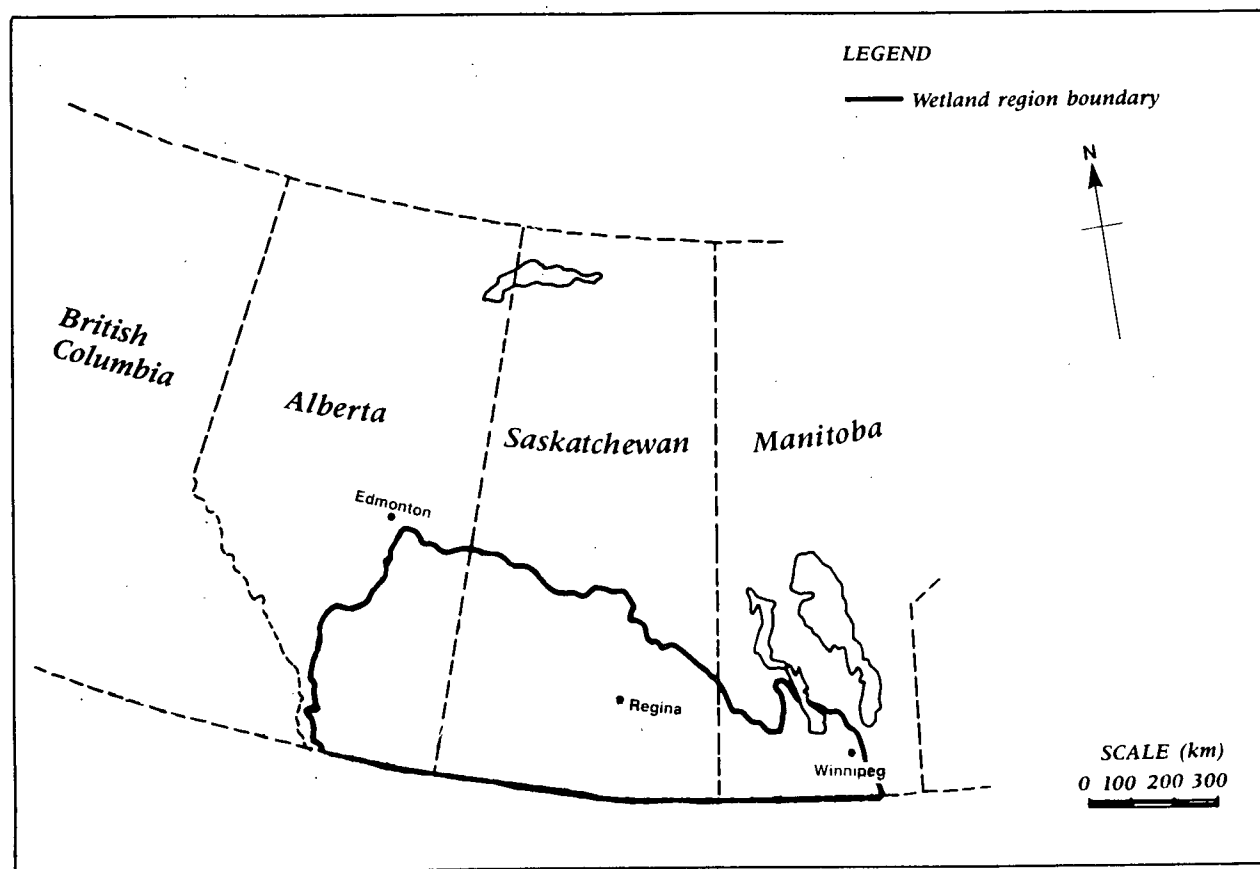 LEGEND
Wetland region boundary
N
British
Columbia
Alberta
Saskatchewan
Manitoba
Edmonton
Regina
Winnipeg
SCALE (km)
0 100 200 300